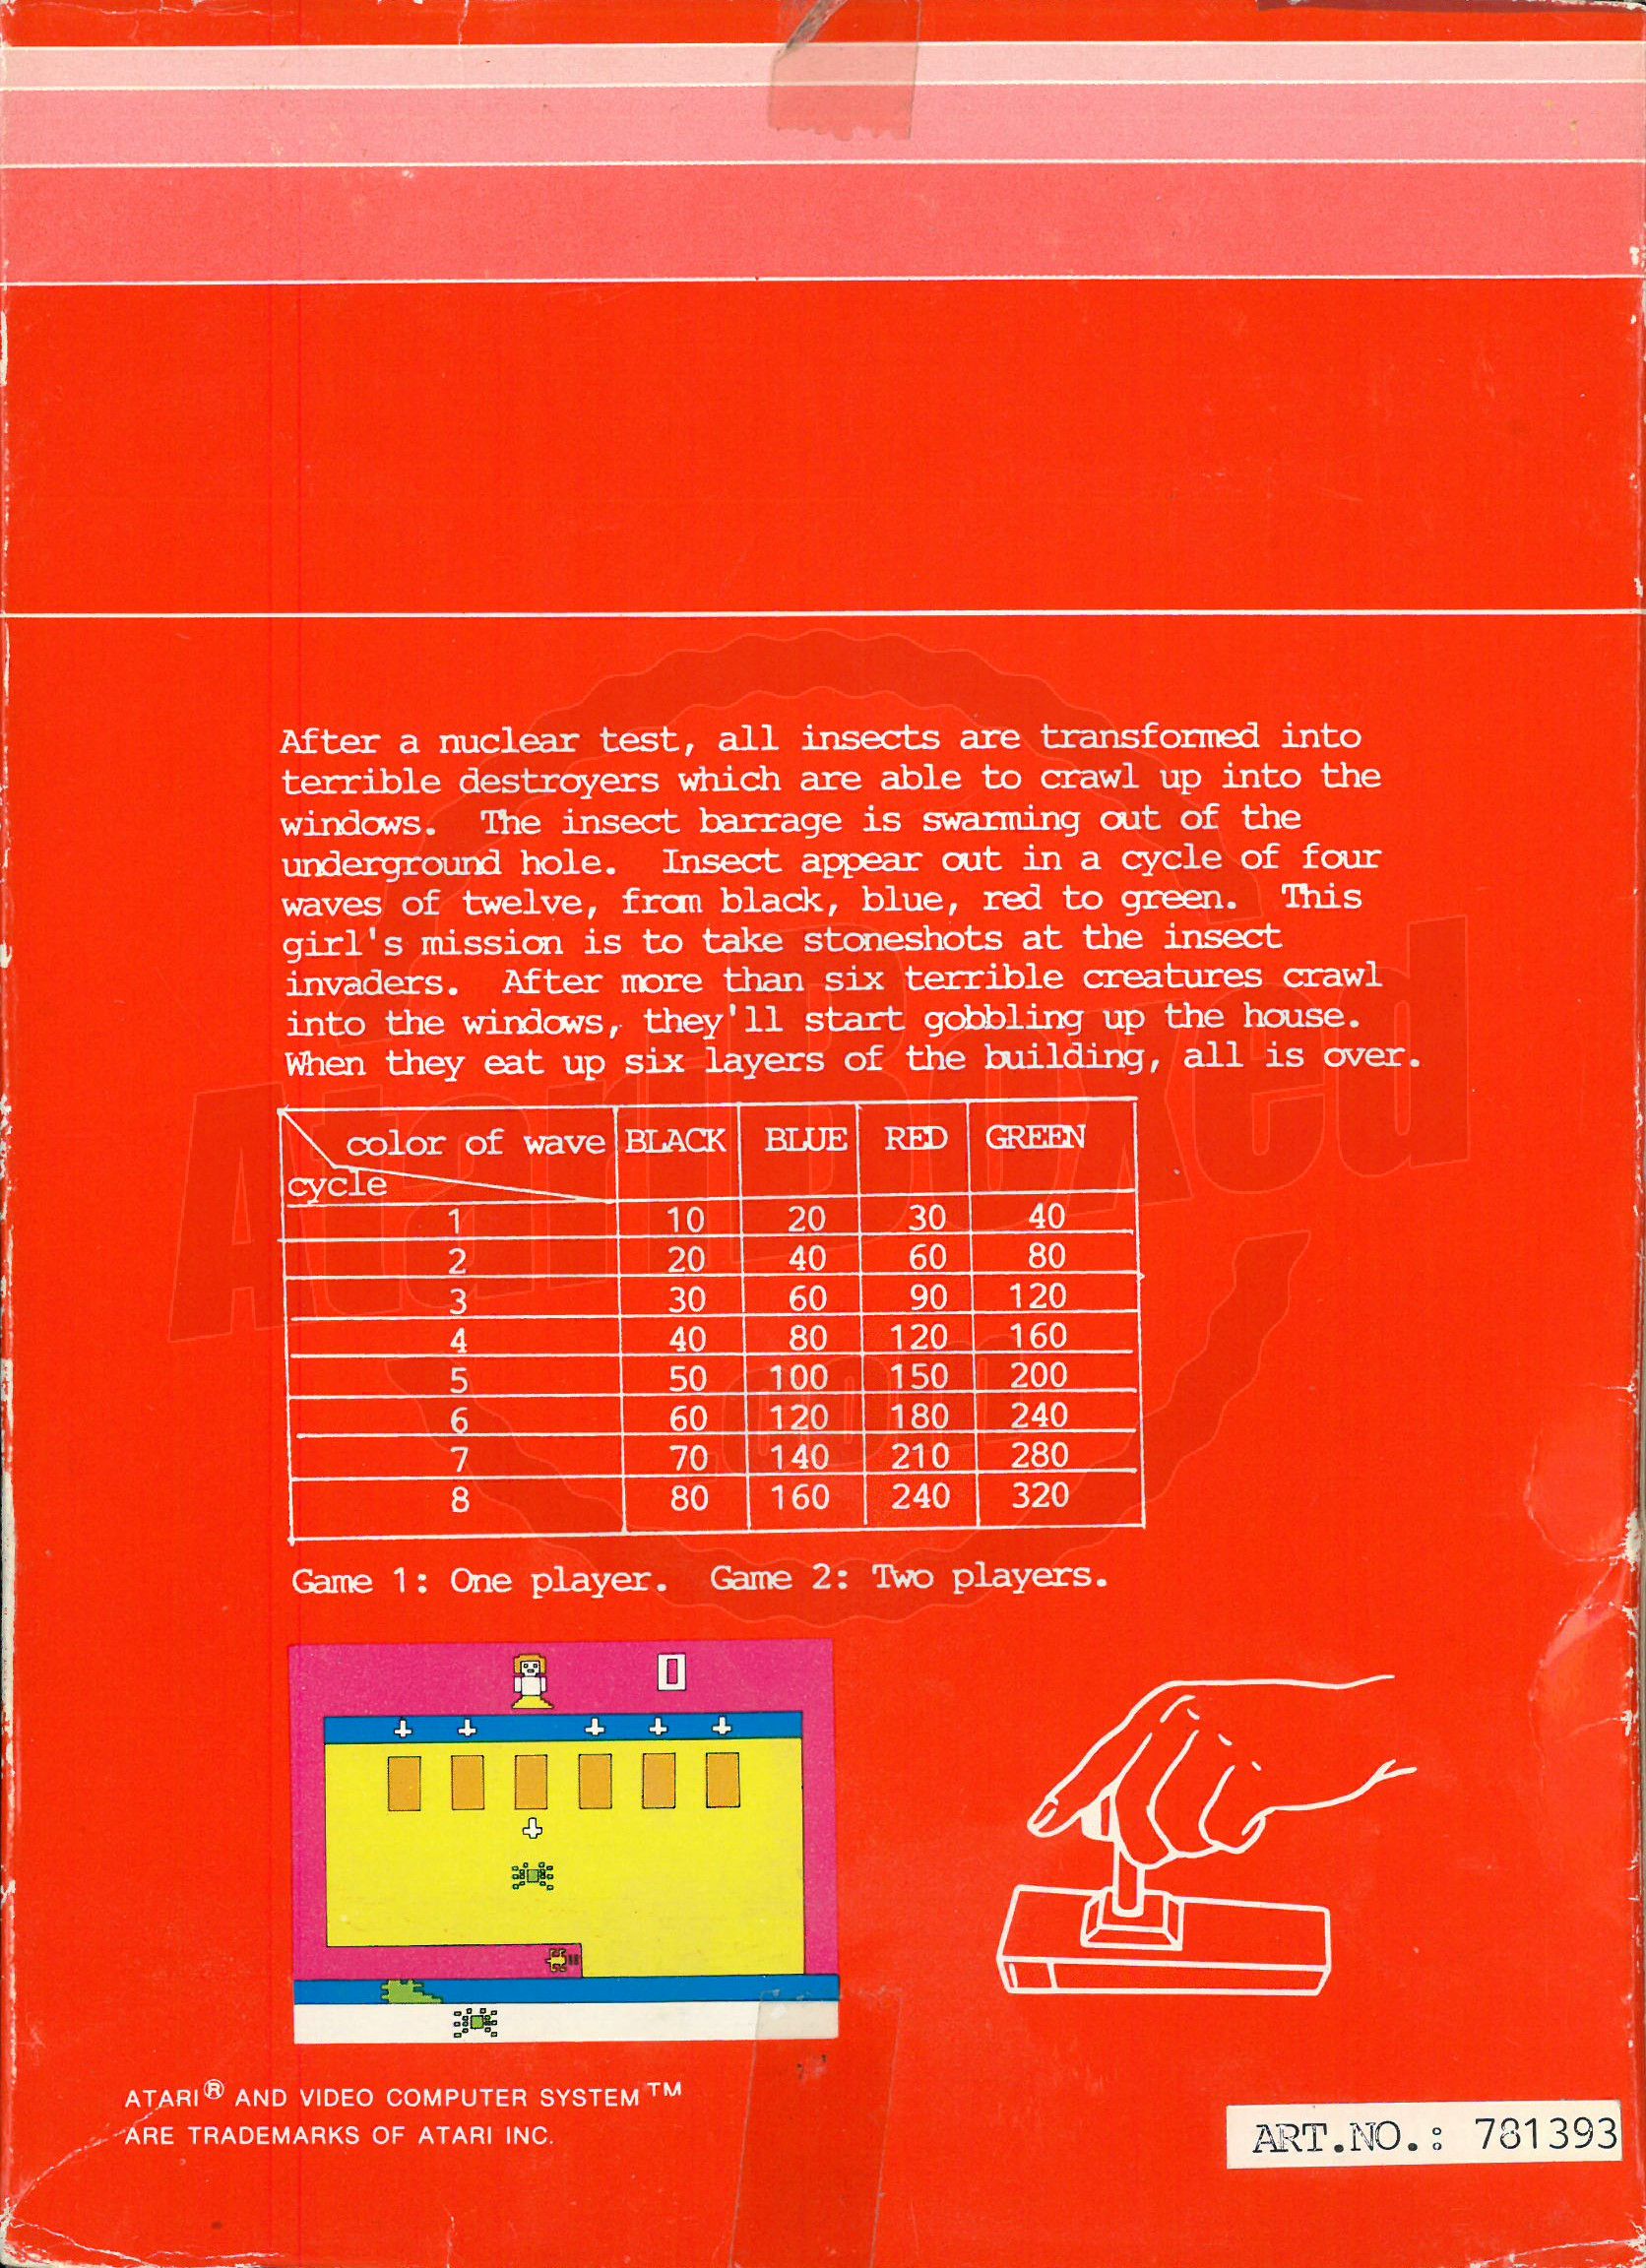 After a nuclear test, all insects are transformed into
terrible destroyers which are able to crawl up into the
windows. The insect barrage is swarming out of the
underground hole. Insect appear out in a cycle of four
waves of twelve, from black, blue, red to green. This
girl's mission is to take stoneshots at the insect
invaders. After more than six terrible creatures crawl
into the windows, they'll start gobbling up the house.
When they eat up six layers of the building, all is over.
color of wave BLACK BLUE RED GREEN
cycle
1 10 20 30 40
2 20 40 60 80
3 30 60 90 120
4 40 80 120 160
5 50 100 150 200
6 60 120 180 240
7 70 140 210 280
8 80 160 240 320
Game 1: One player. Game 2: Two players.
0
ATARI® AND VIDEO COMPUTER SYSTEM™
ARE TRADEMARKS OF ATARI INC.
ART.NO.: 781393
AtariBoxed
.com